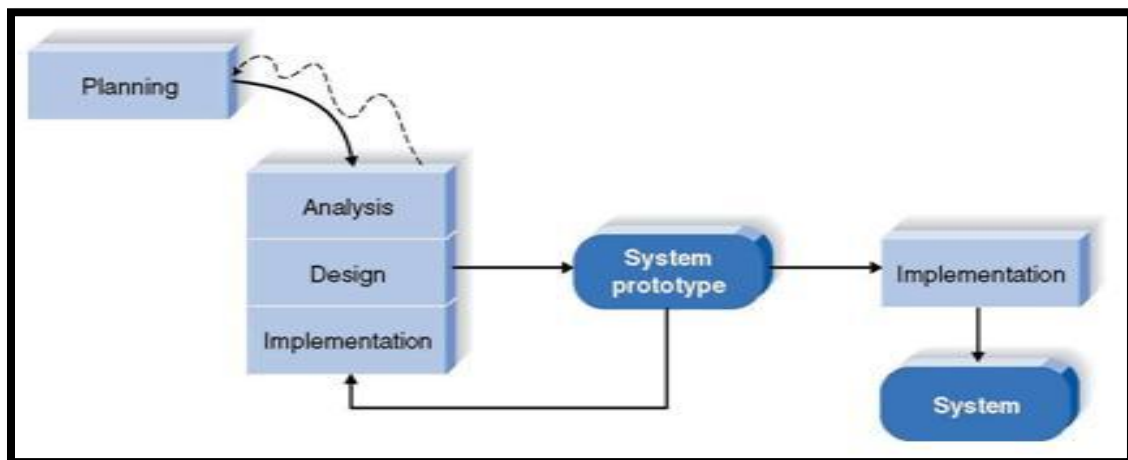 Planning
Analysis
Design
Implementation
System
prototype
Implementation
System